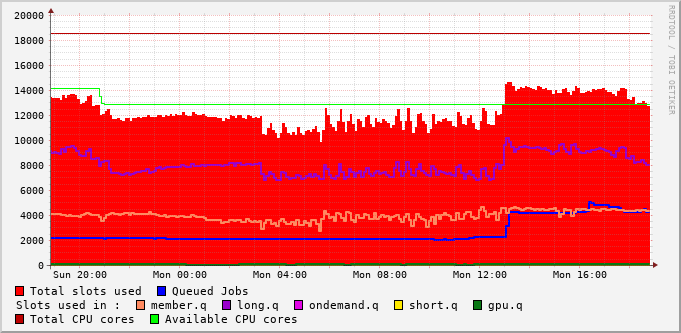 20000
18000
16000
14000
12000
10000
8000
6000
4000
2000
0
Sun 20:00 Mon 00:00 Mon 04:00 Mon 08:00 Mon 12:00 Mon 16:00
RRDTOOL / TOBI OETIKER
Total slots used Queued Jobs
Slots used in : member.q long.q ondemand.q short.q gpu.q
Total CPU cores Available CPU cores